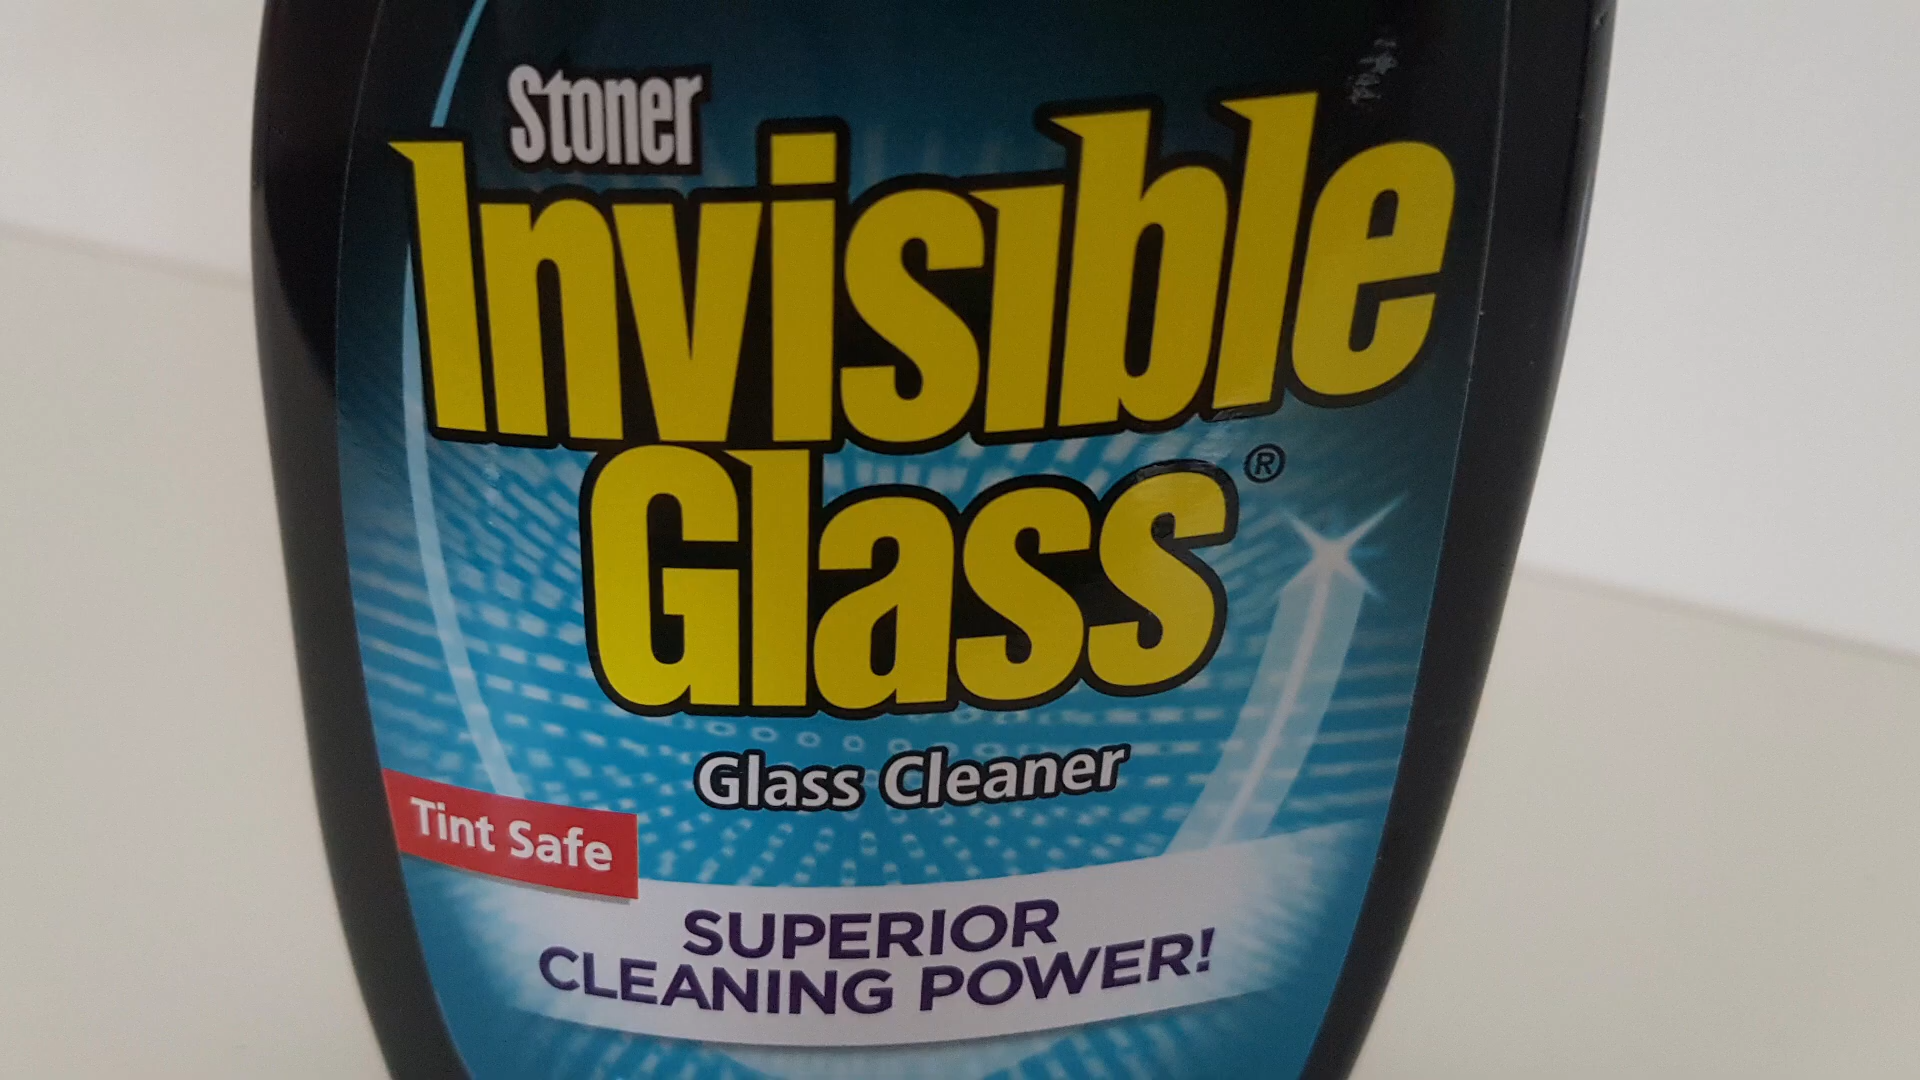 Stoner
Invisible
Glass®
Glass Cleaner
Tint Safe
SUPERIOR
CLEANING POWER!